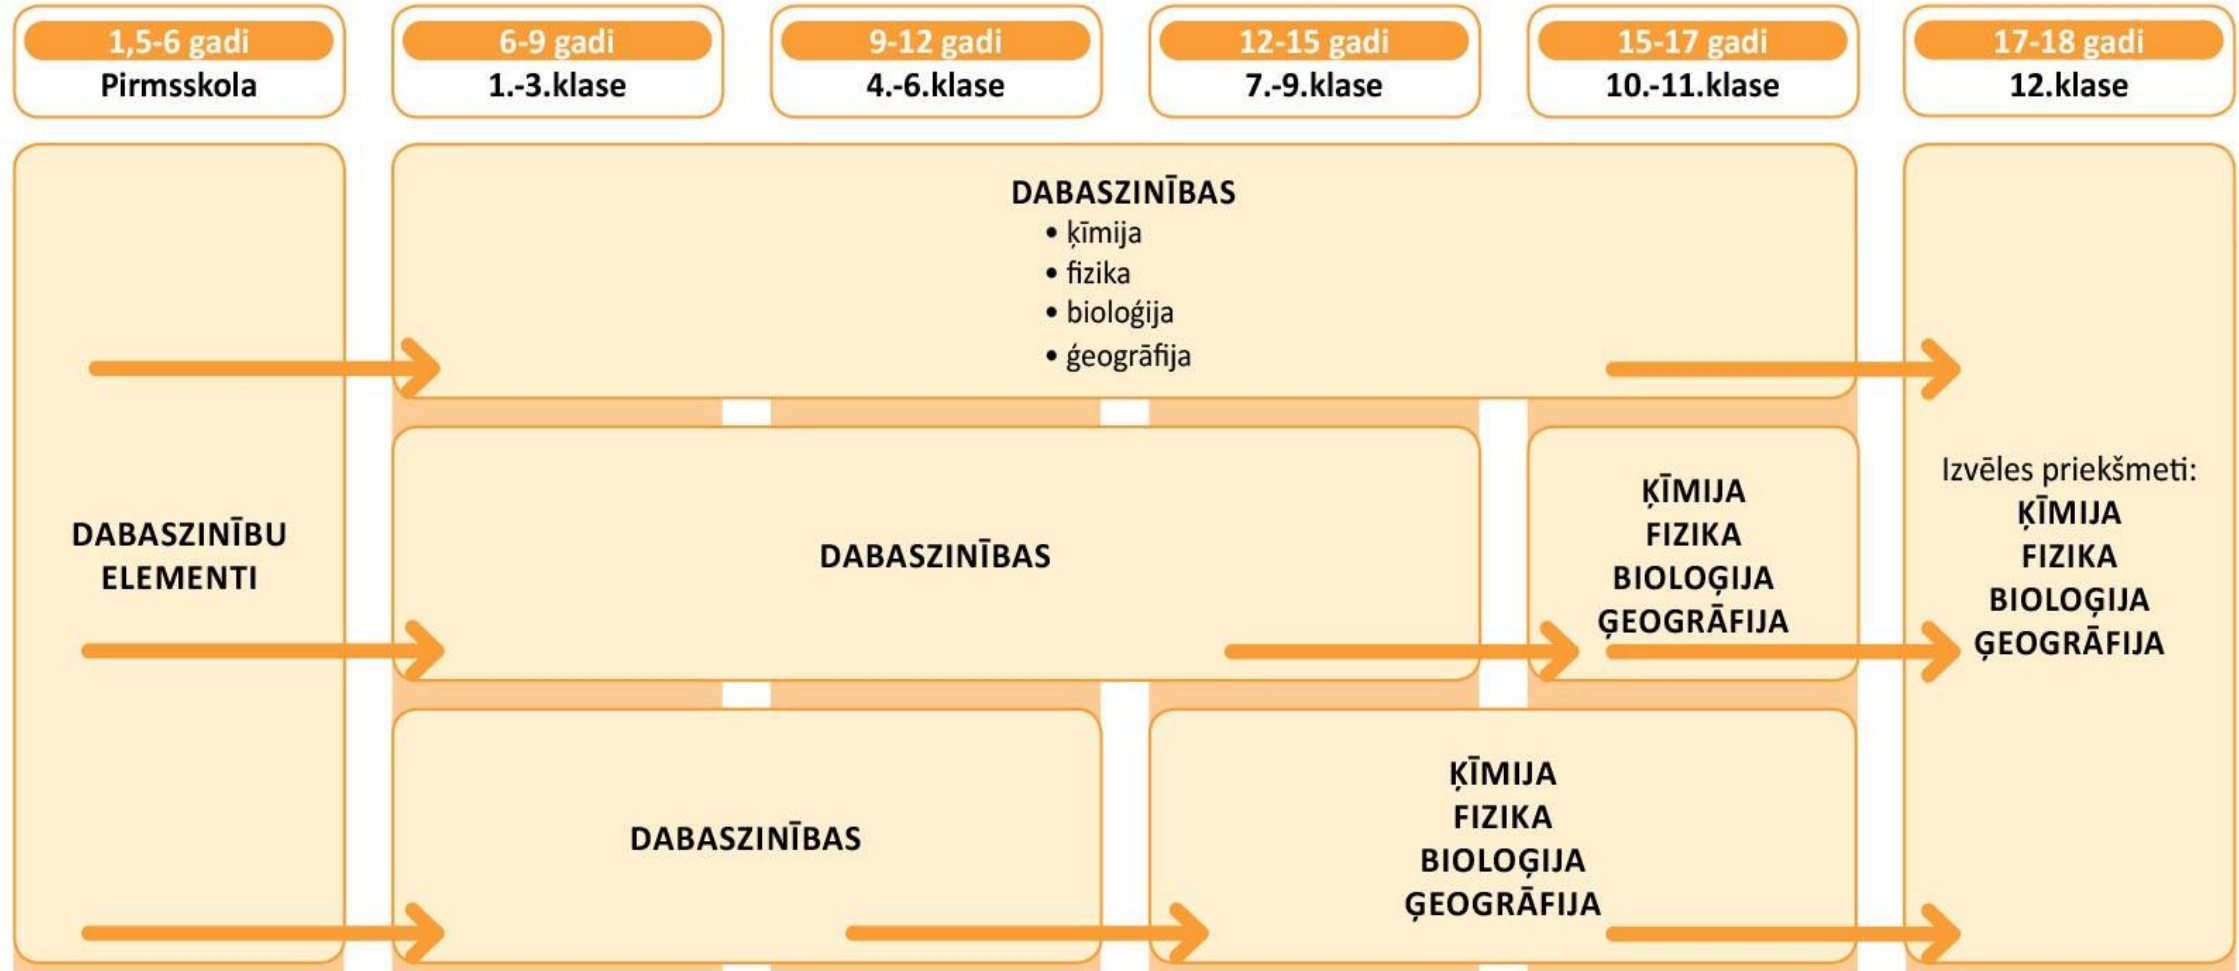 1,5-6 gadi
Pirmsskola
6-9 gadi
1.-3.klase
9-12 gadi
4.-6.klase
12-15 gadi
7.-9.klase
15-17 gadi
10.-11.klase
17-18 gadi
12.klase
DABASZINĪBU
ELEMENTI
DABASZINĪBAS
• ķīmija
• fizika
• bioloģija
• ģeogrāfija
DABASZINĪBAS
ĶĪMIJA
FIZIKA
BIOLOĢIJA
ĢEOGRĀFIJA
DABASZINĪBAS
ĶĪMIJA
FIZIKA
BIOLOĢIJA
ĢEOGRĀFIJA
Izvēles priekšmeti:
ĶĪMIJA
FIZIKA
BIOLOĢIJA
ĢEOGRĀFIJA